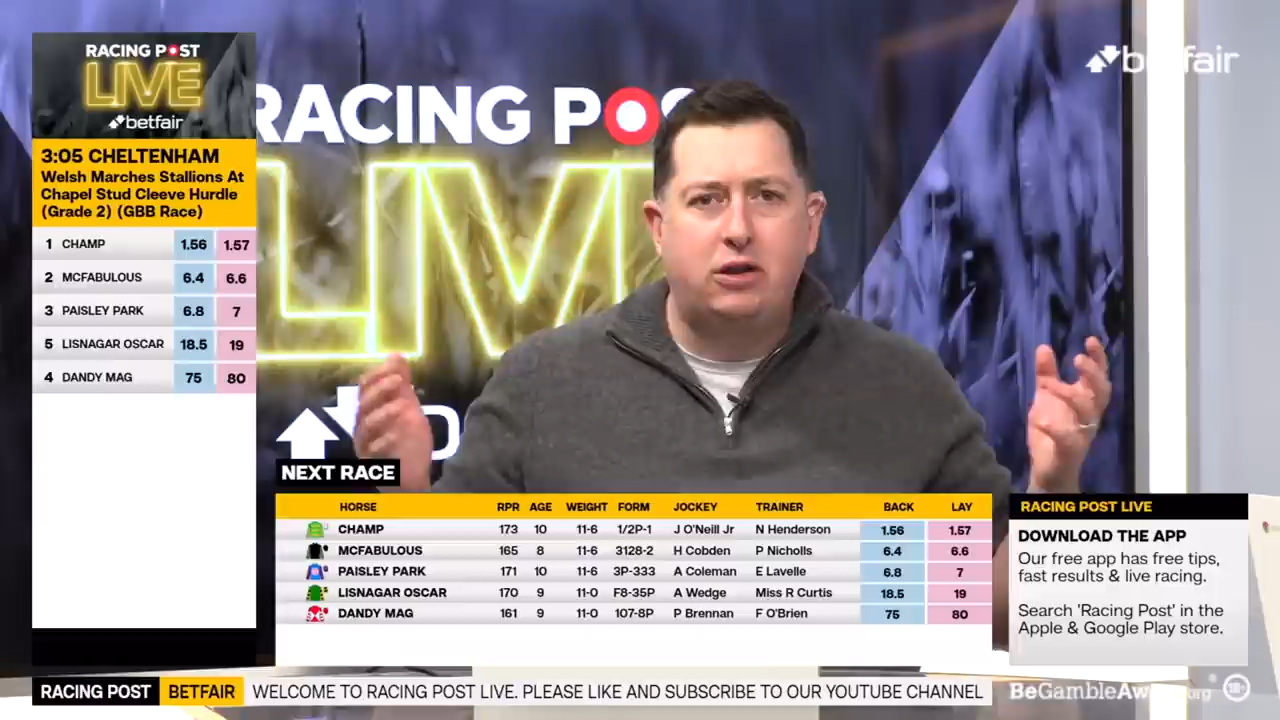 RACING POST
LIVE
betfair
3:05 CHELTENHAM
Welsh Marches Stallions At
Chapel Stud Cleeve Hurdle
(Grade 2) (GBB Race)
1 CHAMP 1.56 1.57
2 MCFABULOUS 6.4 6.6
3 PAISLEY PARK 6.8 7
5 LISNAGAR OSCAR 18.5 19
4 DANDY MAG 75 80
RACING POS
LIV
betfair
NEXT RACE
HORSE RPR AGE WEIGHT FORM JOCKEY TRAINER BACK LAY
CHAMP 173 10 11-6 1/2P-1 J O'Neill Jr N Henderson 1.56 1.57
MCFABULOUS 165 8 11-6 3128-2 H Cobden P Nicholls 6.4 6.6
PAISLEY PARK 171 10 11-6 3P-333 A Coleman E Lavelle 6.8 7
LISNAGAR OSCAR 170 9 11-0 F8-35P A Wedge Miss R Curtis 18.5 19
DANDY MAG 161 9 11-0 107-8P P Brennan F O'Brien 75 80
RACING POST LIVE
DOWNLOAD THE APP
Our free app has free tips,
fast results & live racing.
Search 'Racing Post' in the
Apple & Google Play store.
RACING POST BETFAIR WELCOME TO RACING POST LIVE. PLEASE LIKE AND SUBSCRIBE TO OUR YOUTUBE CHANNEL
BeGambleAware.org 18+